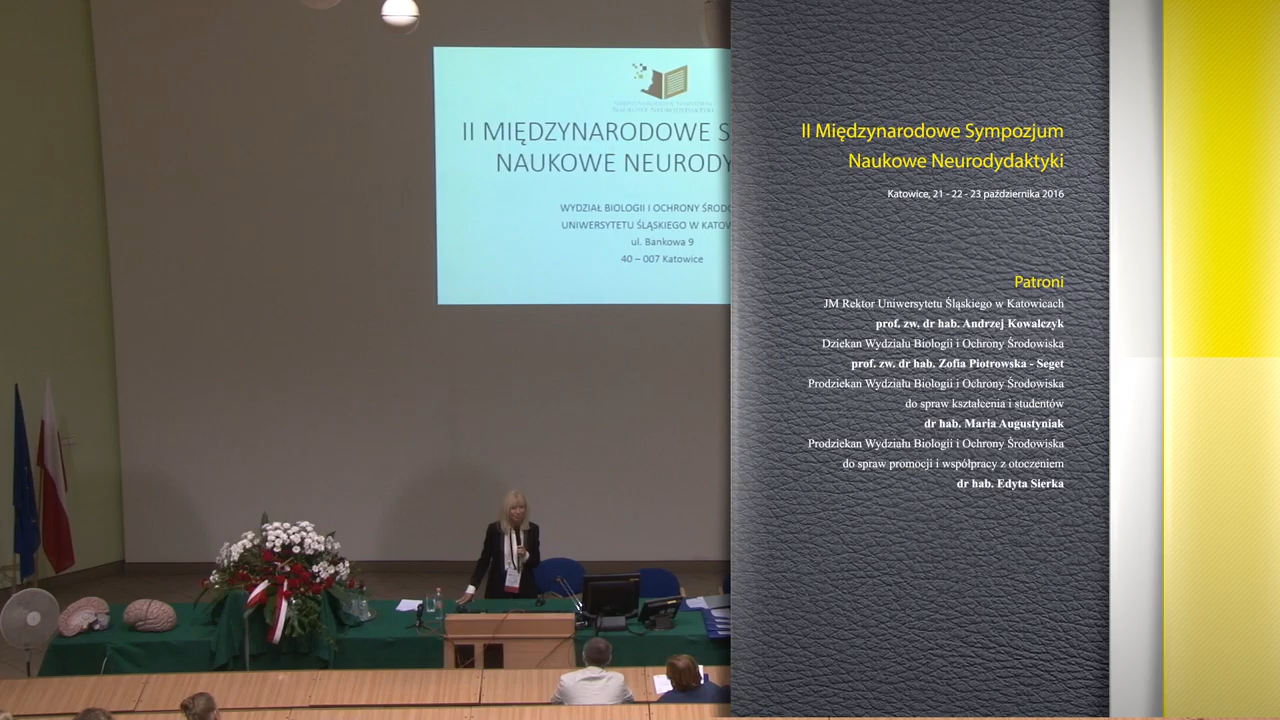 II MIĘDZYNARODOWE S
NAUKOWE NEURODY
WYDZIAŁ BIOLOGII I OCHRONY ŚRODO
UNIWERSYTETU ŚLĄSKIEGO W KATOW
ul. Bankowa 9
40 – 007 Katowice
II Międzynarodowe Sympozjum
Naukowe Neurodydaktyki
Katowice, 21 - 22 - 23 października 2016
Patroni
JM Rektor Uniwersytetu Śląskiego w Katowicach
prof. zw. dr hab. Andrzej Kowalczyk
Dziekan Wydziału Biologii i Ochrony Środowiska
prof. zw. dr hab. Zofia Piotrowska - Seget
Prodziekan Wydziału Biologii i Ochrony Środowiska
do spraw kształcenia i studentów
dr hab. Maria Augustyniak
Prodziekan Wydziału Biologii i Ochrony Środowiska
do spraw promocji i współpracy z otoczeniem
dr hab. Edyta Sierka